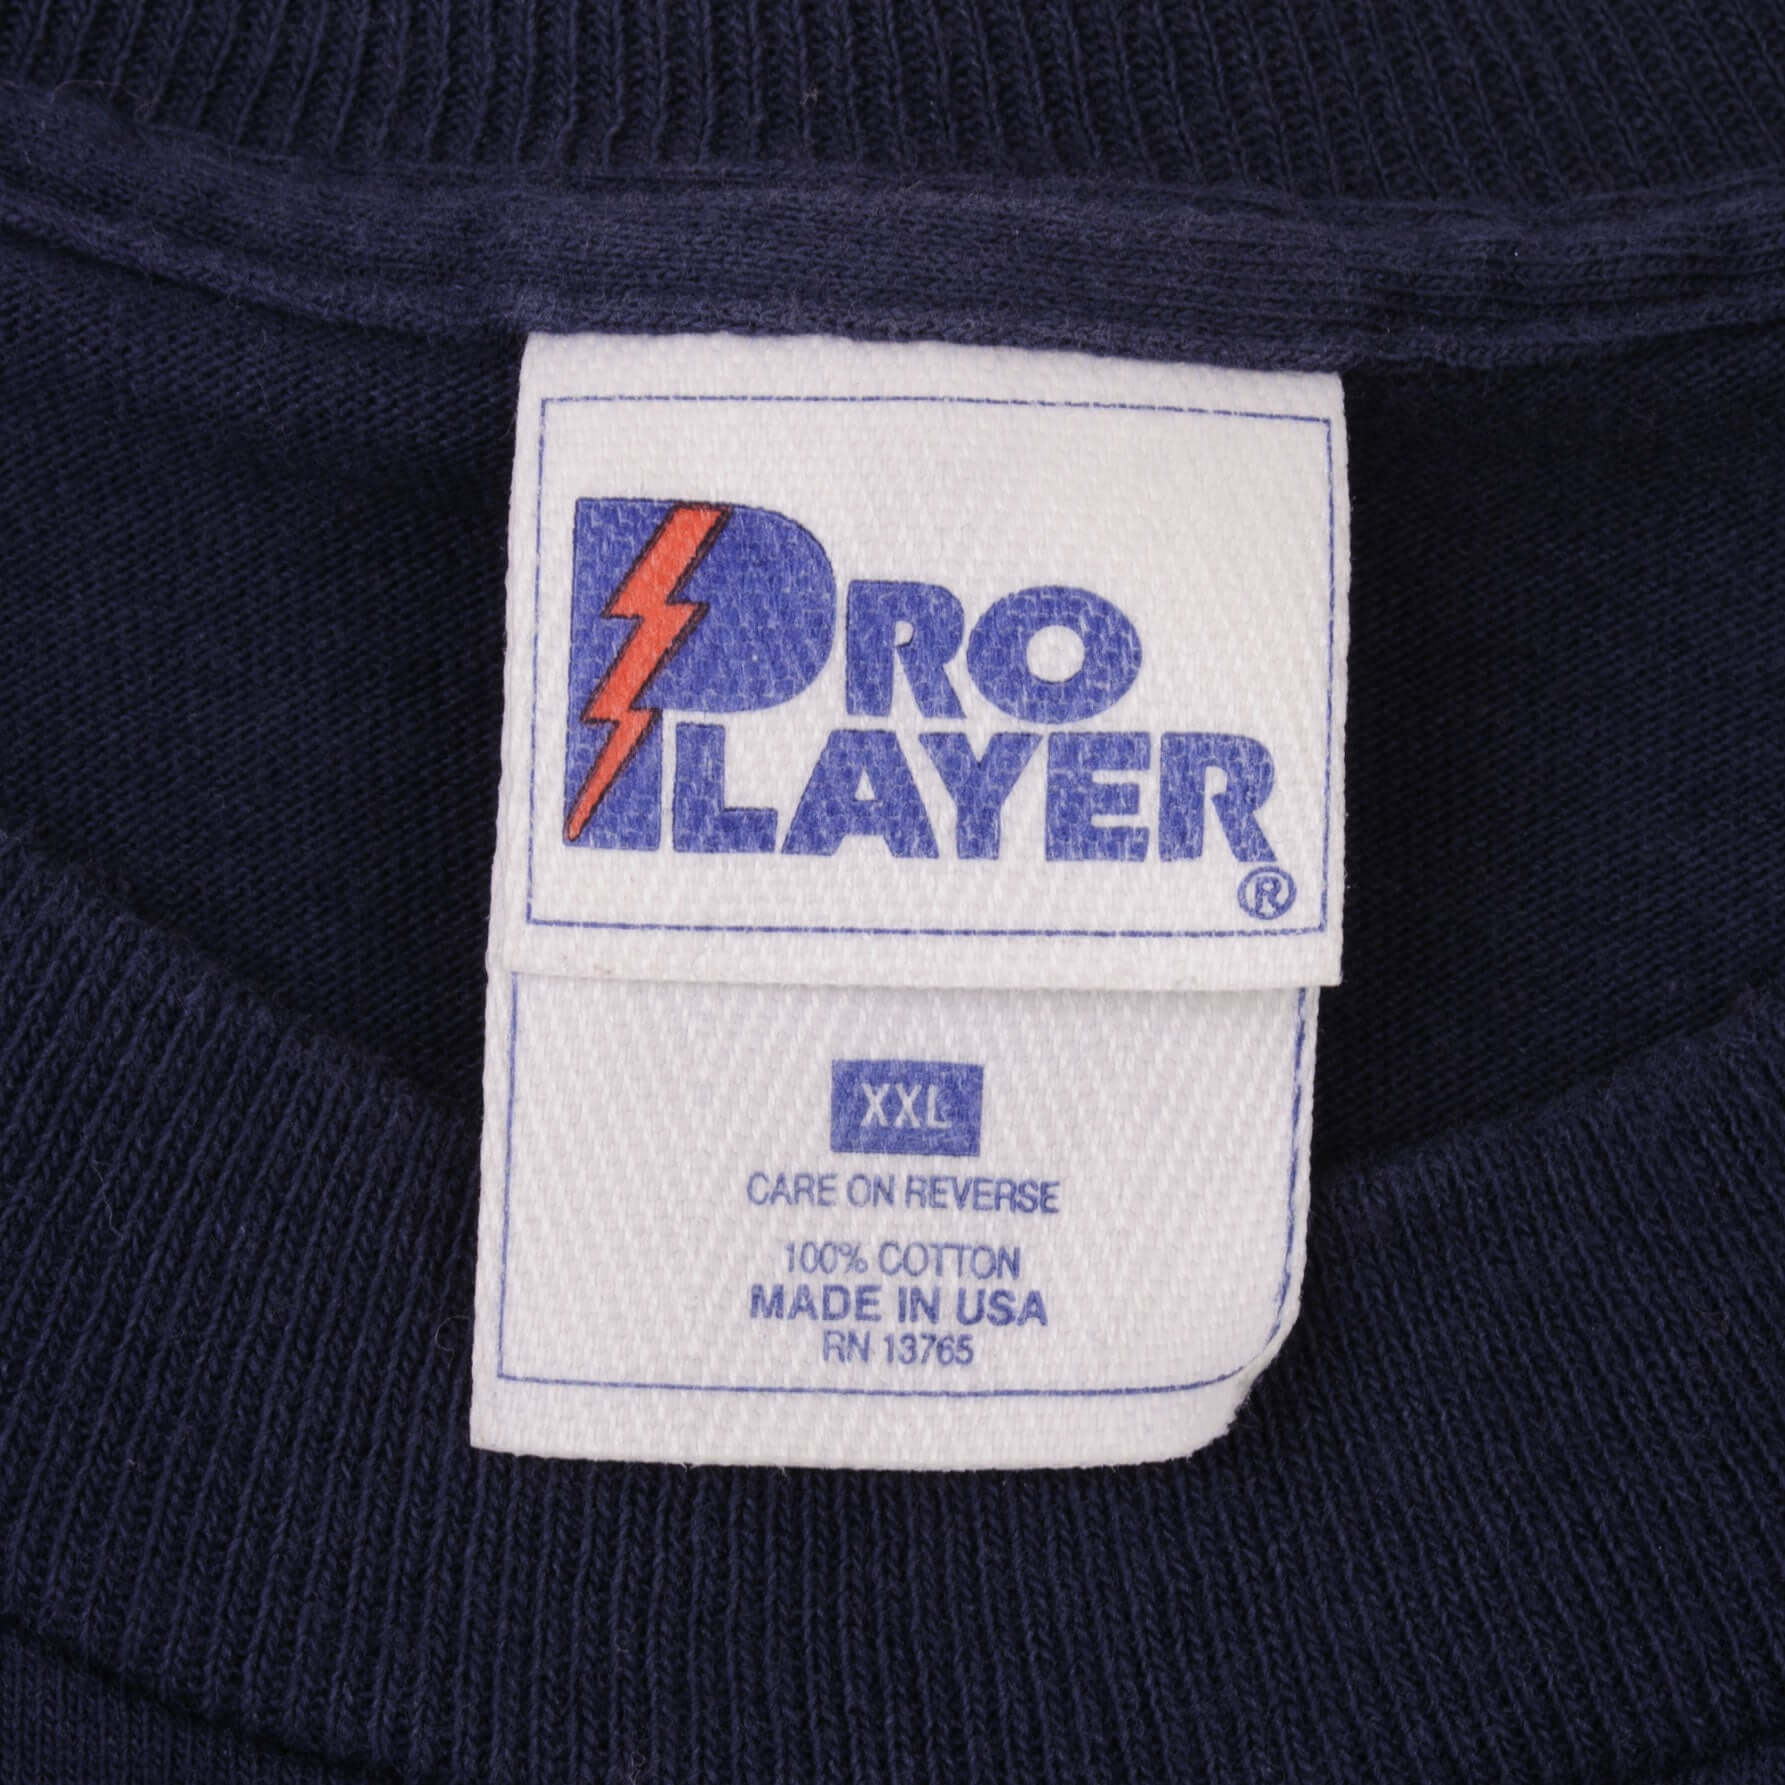 PRO
PLAYER
®
XXL
CARE ON REVERSE
100% COTTON
MADE IN USA
RN 13765